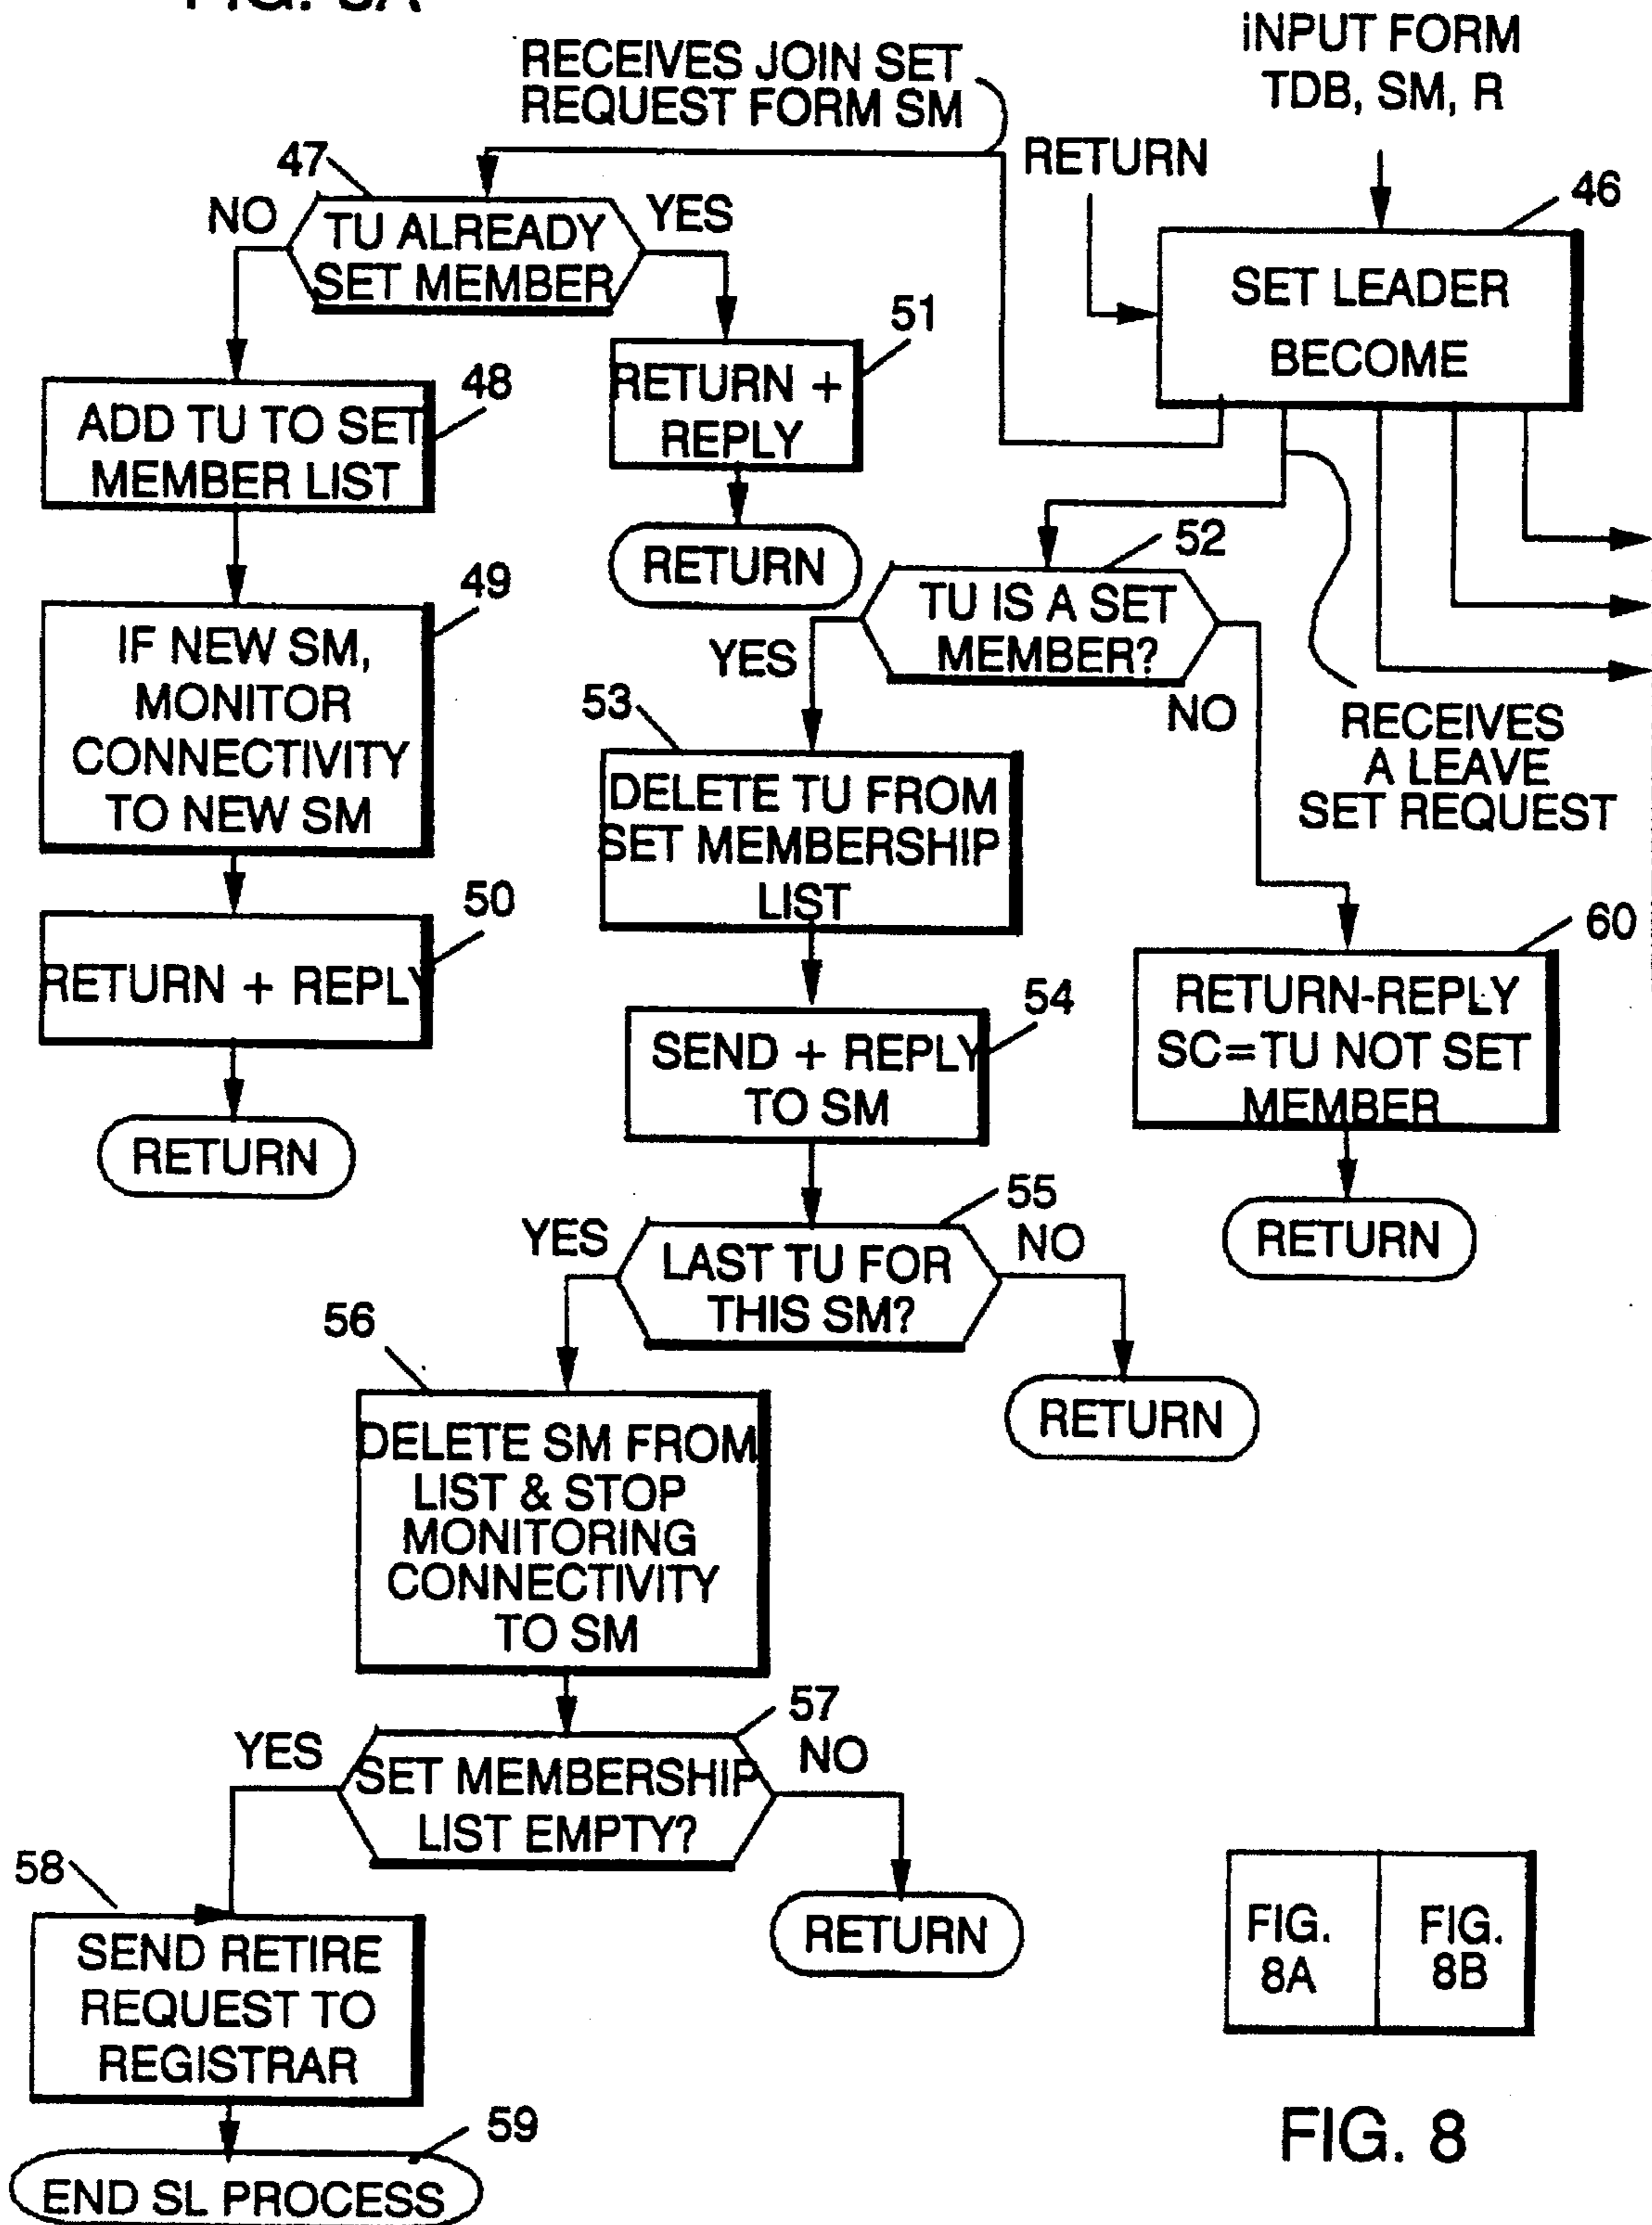 RECEIVES JOIN SET
REQUEST FORM SM
INPUT FORM
TDB, SM, R
RETURN
46
SET LEADER
BECOME
47
NO
YES
TU ALREADY
SET MEMBER
48
ADD TU TO SET
MEMBER LIST
51
RETURN +
REPLY
RETURN
49
IF NEW SM,
MONITOR
CONNECTIVITY
TO NEW SM
50
RETURN + REPLY
RETURN
52
TU IS A SET
MEMBER?
YES
NO
RECEIVES
A LEAVE
SET REQUEST
53
DELETE TU FROM
SET MEMBERSHIP
LIST
54
SEND + REPLY
TO SM
60
RETURN-REPLY
SC=TU NOT SET
MEMBER
RETURN
55
YES
NO
LAST TU FOR
THIS SM?
RETURN
56
DELETE SM FROM
LIST & STOP
MONITORING
CONNECTIVITY
TO SM
57
YES
NO
SET MEMBERSHIP
LIST EMPTY?
RETURN
58
SEND RETIRE
REQUEST TO
REGISTRAR
59
END SL PROCESS
FIG.
8A
FIG.
8B
FIG. 8